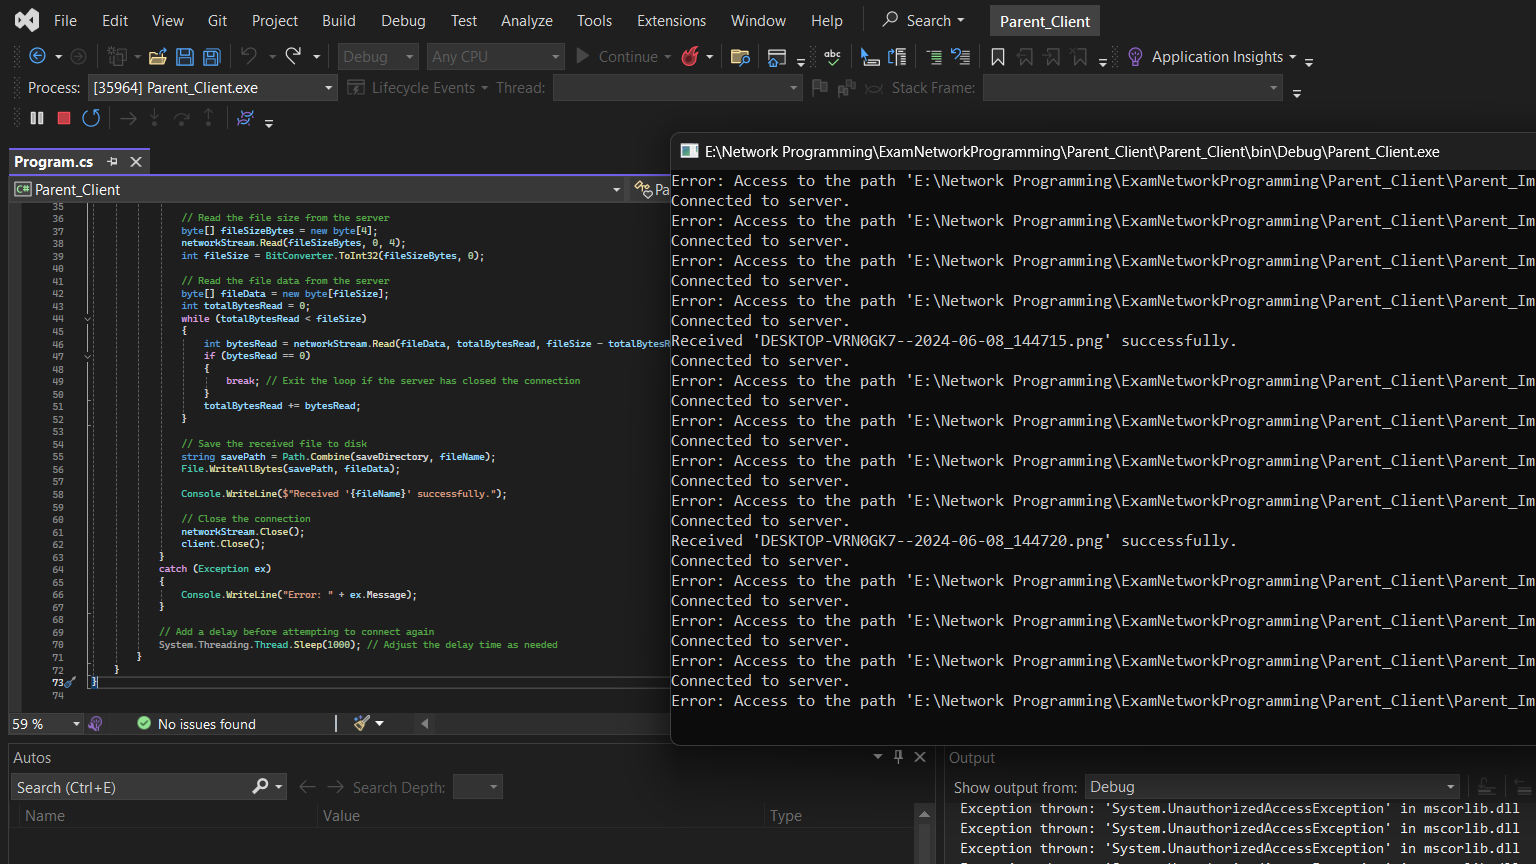 File Edit View Git Project Build Debug Test Analyze Tools Extensions Window Help Search Parent_Client
Debug Any CPU Continue abc Application Insights
Process: [35964] Parent_Client.exe Lifecycle Events Thread: Stack Frame:
Program.cs
C# Parent_Client Pa
35
36 // Read the file size from the server
37 byte[] fileSizeBytes = new byte[4];
38 networkStream.Read(fileSizeBytes, 0, 4);
39 int fileSize = BitConverter.ToInt32(fileSizeBytes, 0);
40
41 // Read the file data from the server
42 byte[] fileData = new byte[fileSize];
43 int totalBytesRead = 0;
44 while (totalBytesRead < fileSize)
45 {
46 int bytesRead = networkStream.Read(fileData, totalBytesRead, fileSize - totalBytesR
47 if (bytesRead == 0)
48 {
49 break; // Exit the loop if the server has closed the connection
50 }
51 totalBytesRead += bytesRead;
52 }
53
54 // Save the received file to disk
55 string savePath = Path.Combine(saveDirectory, fileName);
56 File.WriteAllBytes(savePath, fileData);
57
58 Console.WriteLine($"Received '{fileName}' successfully.");
59
60 // Close the connection
61 networkStream.Close();
62 client.Close();
63 }
64 catch (Exception ex)
65 {
66 Console.WriteLine("Error: " + ex.Message);
67 }
68
69 // Add a delay before attempting to connect again
70 System.Threading.Thread.Sleep(1000); // Adjust the delay time as needed
71 }
72 }
73 }
74
59 % No issues found
E:\Network Programming\ExamNetworkProgramming\Parent_Client\Parent_Client\bin\Debug\Parent_Client.exe
Error: Access to the path 'E:\Network Programming\ExamNetworkProgramming\Parent_Client\Parent_Im
Connected to server.
Error: Access to the path 'E:\Network Programming\ExamNetworkProgramming\Parent_Client\Parent_Im
Connected to server.
Error: Access to the path 'E:\Network Programming\ExamNetworkProgramming\Parent_Client\Parent_Im
Connected to server.
Error: Access to the path 'E:\Network Programming\ExamNetworkProgramming\Parent_Client\Parent_Im
Connected to server.
Received 'DESKTOP-VRN0GK7--2024-06-08_144715.png' successfully.
Connected to server.
Error: Access to the path 'E:\Network Programming\ExamNetworkProgramming\Parent_Client\Parent_Im
Connected to server.
Error: Access to the path 'E:\Network Programming\ExamNetworkProgramming\Parent_Client\Parent_Im
Connected to server.
Error: Access to the path 'E:\Network Programming\ExamNetworkProgramming\Parent_Client\Parent_Im
Connected to server.
Error: Access to the path 'E:\Network Programming\ExamNetworkProgramming\Parent_Client\Parent_Im
Connected to server.
Received 'DESKTOP-VRN0GK7--2024-06-08_144720.png' successfully.
Connected to server.
Error: Access to the path 'E:\Network Programming\ExamNetworkProgramming\Parent_Client\Parent_Im
Connected to server.
Error: Access to the path 'E:\Network Programming\ExamNetworkProgramming\Parent_Client\Parent_Im
Connected to server.
Error: Access to the path 'E:\Network Programming\ExamNetworkProgramming\Parent_Client\Parent_Im
Connected to server.
Error: Access to the path 'E:\Network Programming\ExamNetworkProgramming\Parent_Client\Parent_Im
Autos
Search (Ctrl+E) Search Depth:
Name Value Type
Output
Show output from: Debug
Exception thrown: 'System.UnauthorizedAccessException' in mscorlib.dll
Exception thrown: 'System.UnauthorizedAccessException' in mscorlib.dll
Exception thrown: 'System.UnauthorizedAccessException' in mscorlib.dll